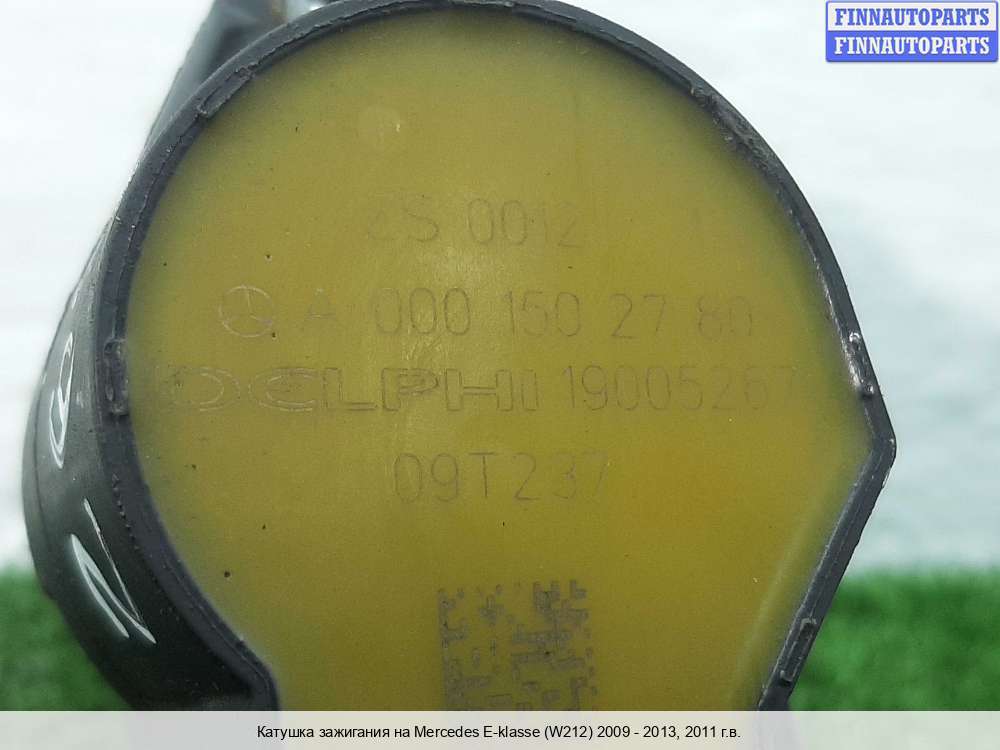 FINNAUTOPARTS
FINNAUTOPARTS
ZS 0012
A 000 150 27 80
DELPHI 19005267
09T237
Катушка зажигания на Mercedes E-klasse (W212) 2009 - 2013, 2011 г.в.